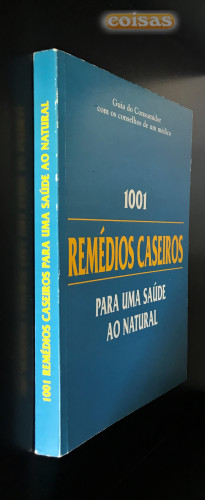 coisas
Guia do Consumidor
com os conselhos de um médico
1001
REMÉDIOS CASEIROS
PARA UMA SAÚDE
AO NATURAL
1001 REMÉDIOS CASEIROS PARA UMA SAÚDE AO NATURAL